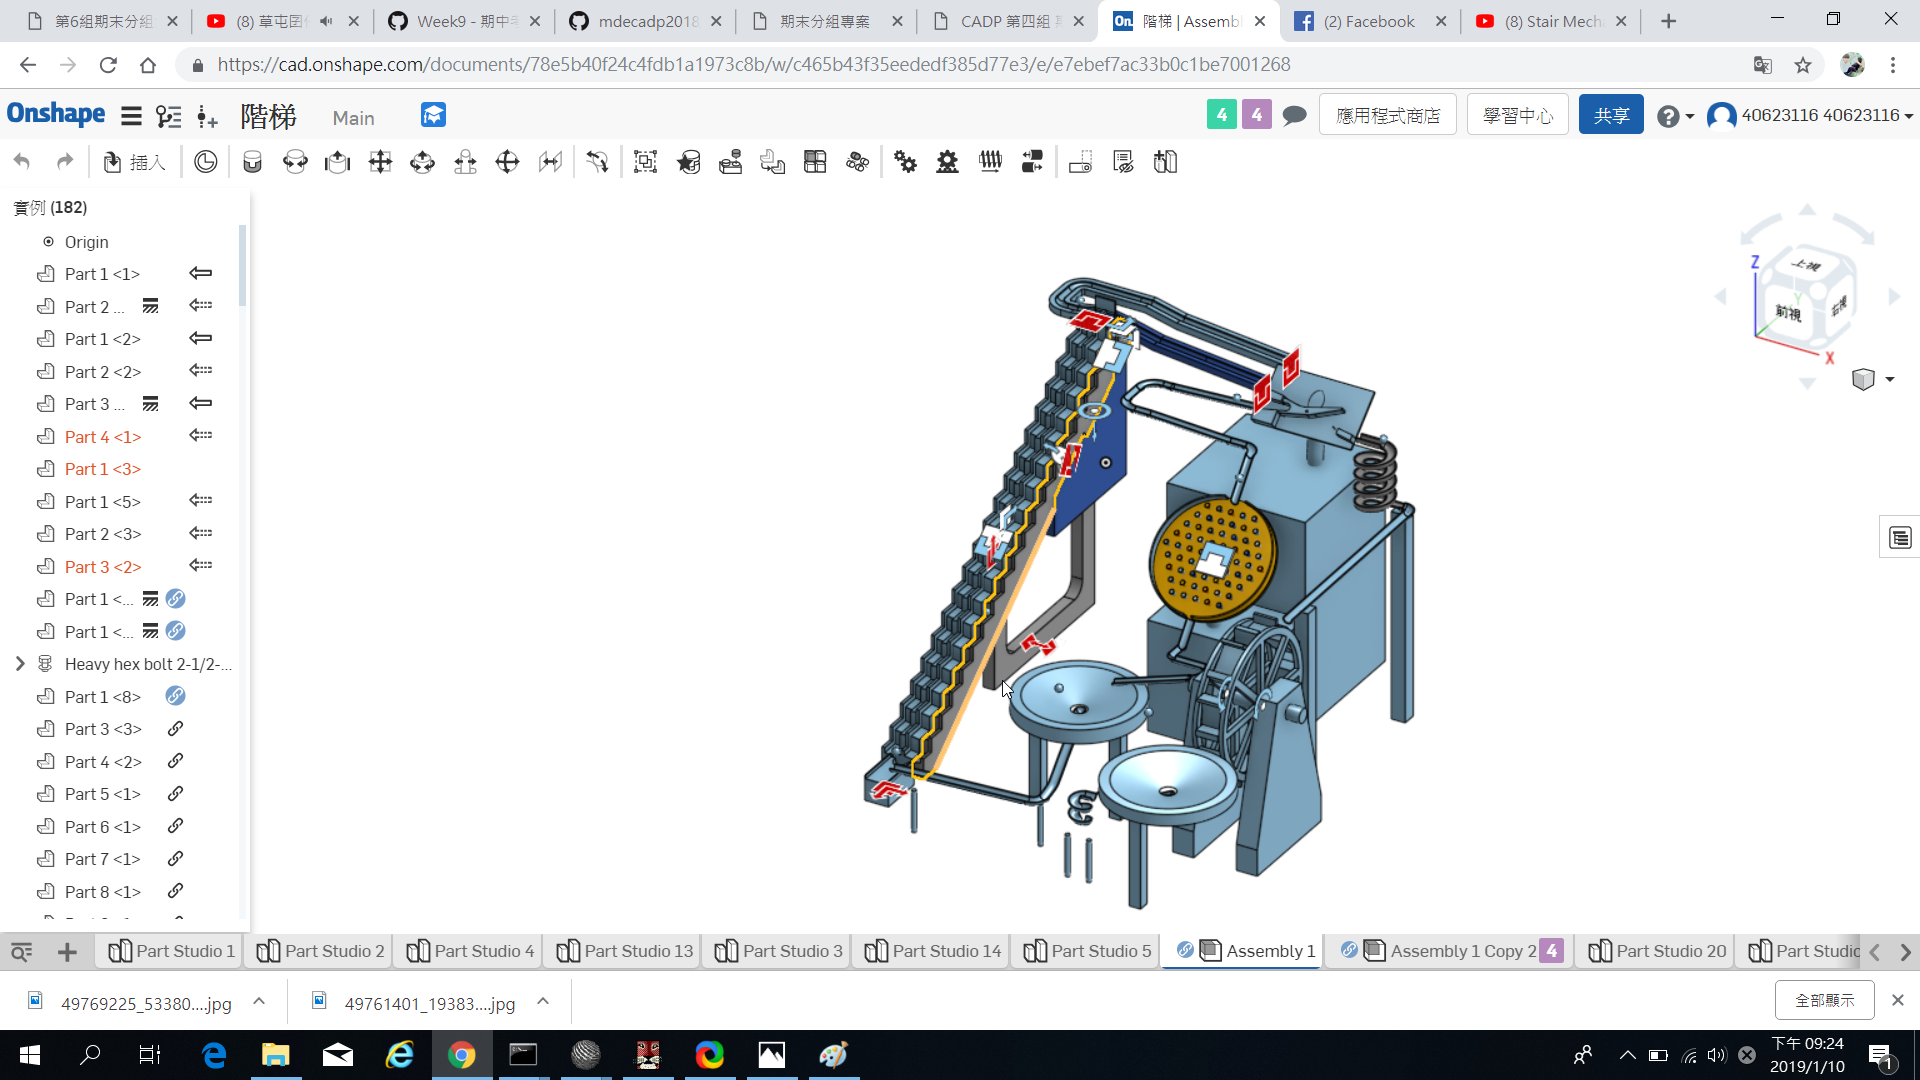 第6組期末分組
(8) 草屯囝仔
Week9 - 期中考
mdecadp2018
期末分組專案
CADP 第四組 期
階梯 | Assembl
(2) Facebook
(8) Stair Mech
https://cad.onshape.com/documents/78e5b40f24c4fdb1a1973c8b/w/c465b43f35eededf385d77e3/e/e7ebef7ac33b0c1be7001268
Onshape
階梯
Main
4
4
應用程式商店
學習中心
共享
40623116 40623116
插入
實例 (182)
Origin
Part 1 <1>
Part 2 ...
Part 1 <2>
Part 2 <2>
Part 3 ...
Part 4 <1>
Part 1 <3>
Part 1 <5>
Part 2 <3>
Part 3 <2>
Part 1 <...
Part 1 <...
Heavy hex bolt 2-1/2-...
Part 1 <8>
Part 3 <3>
Part 4 <2>
Part 5 <1>
Part 6 <1>
Part 7 <1>
Part 8 <1>
Z
上視
Y
前視
右視
X
Part Studio 1
Part Studio 2
Part Studio 4
Part Studio 13
Part Studio 3
Part Studio 14
Part Studio 5
Assembly 1
Assembly 1 Copy 2
4
Part Studio 20
Part Studio
49769225_53380....jpg
49761401_19383....jpg
全部顯示
下午 09:24
2019/1/10
1